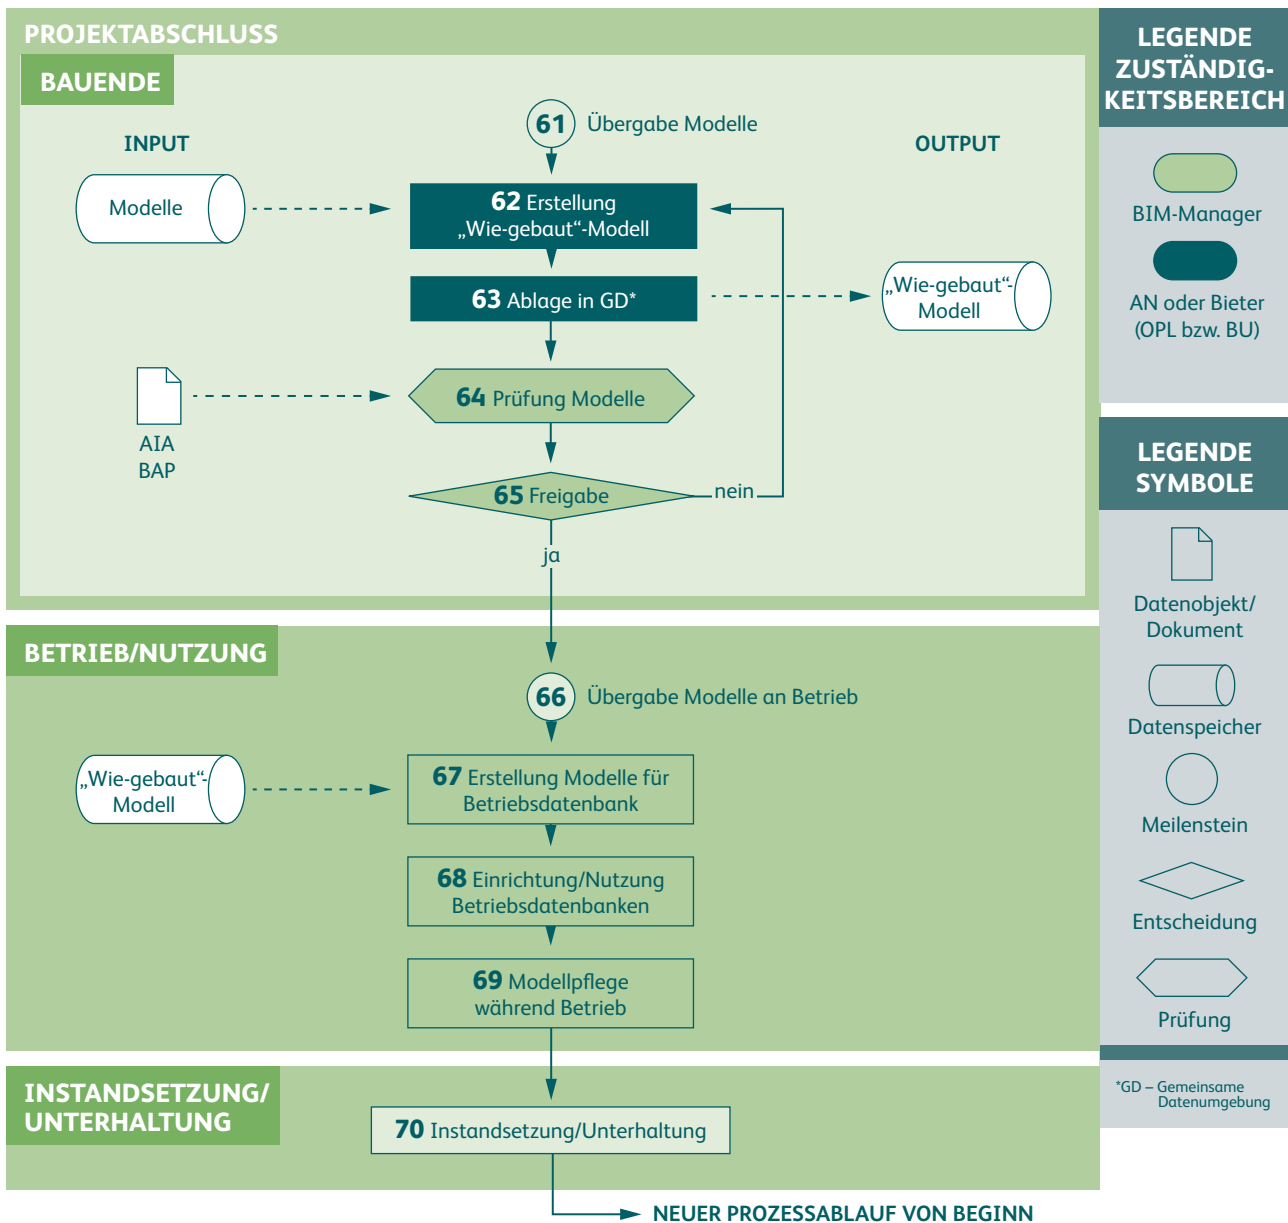 PROJEKTABSCHLUSS
BAUENDE
INPUT
OUTPUT
61 Übergabe Modelle
Modelle
62 Erstellung
„Wie-gebaut“-Modell
63 Ablage in GD*
„Wie-gebaut“-
Modell
AIA
BAP
64 Prüfung Modelle
65 Freigabe
nein
ja
BETRIEB/NUTZUNG
66 Übergabe Modelle an Betrieb
„Wie-gebaut“-
Modell
67 Erstellung Modelle für
Betriebsdatenbank
68 Einrichtung/Nutzung
Betriebsdatenbanken
69 Modellpflege
während Betrieb
INSTANDSETZUNG/
UNTERHALTUNG
70 Instandsetzung/Unterhaltung
NEUER PROZESSABLAUF VON BEGINN
LEGENDE
ZUSTÄNDIG-
KEITSBEREICH
BIM-Manager
AN oder Bieter
(OPL bzw. BU)
LEGENDE
SYMBOLE
Datenobjekt/
Dokument
Datenspeicher
Meilenstein
Entscheidung
Prüfung
*GD – Gemeinsame
Datenumgebung